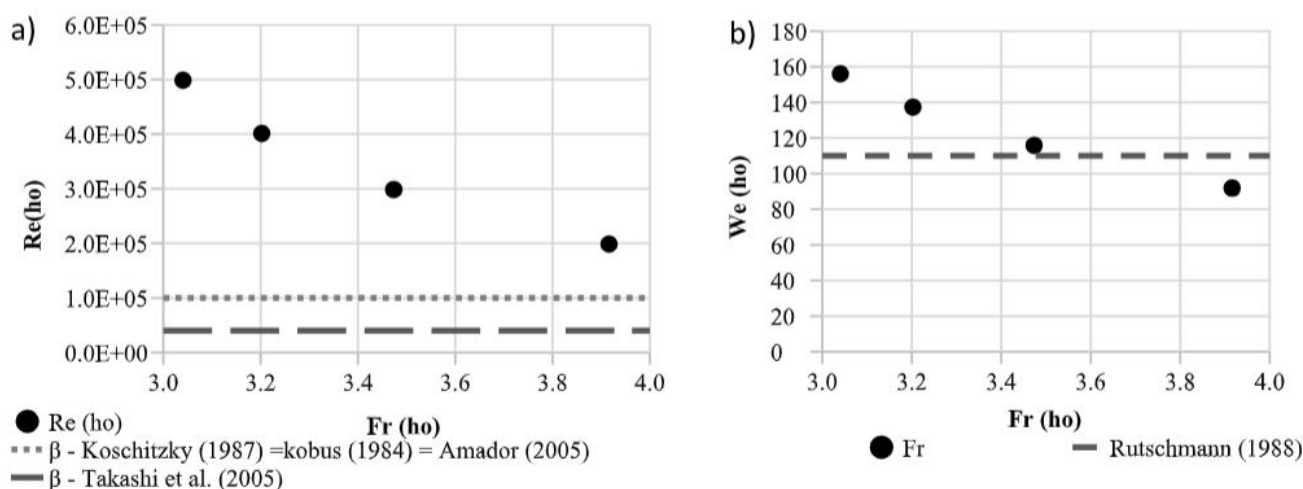 a)
6.0E+05
5.0E+05
4.0E+05
3.0E+05
2.0E+05
1.0E+05
0.0E+00
Re(ho)
3.0 3.2 3.4 3.6 3.8 4.0
Fr (ho)
Re (ho)
β - Koschitzky (1987) =kobus (1984) = Amador (2005)
β - Takashi et al. (2005)
b)
180
160
140
120
100
80
60
40
20
0
We (ho)
3.0 3.2 3.4 3.6 3.8 4.0
Fr (ho)
Fr
Rutschmann (1988)